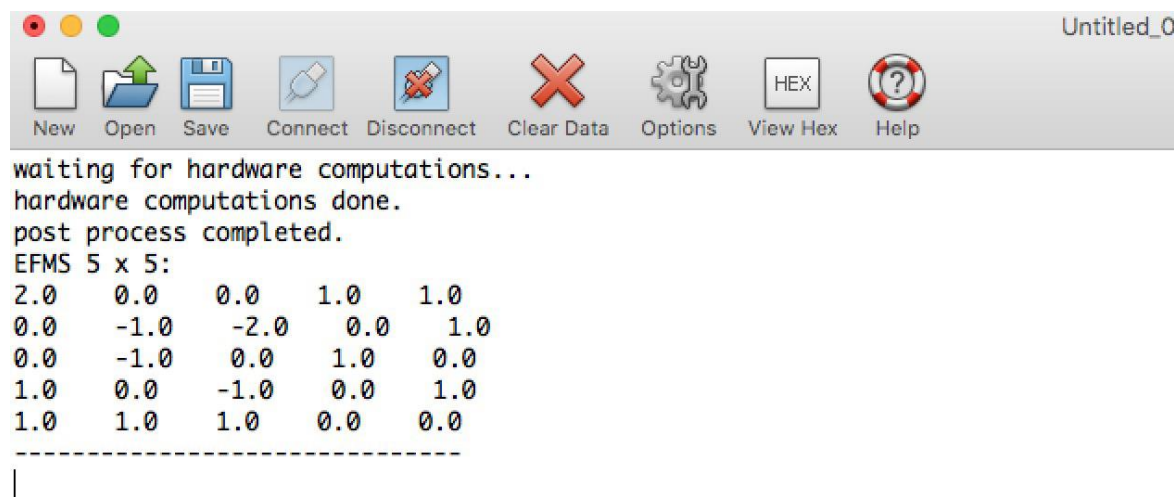 Untitled_0
HEX
New Open Save Connect Disconnect Clear Data Options View Hex Help
waiting for hardware computations...
hardware computations done.
post process completed.
EFMS 5 x 5:
2.0 0.0 0.0 1.0 1.0
0.0 -1.0 -2.0 0.0 1.0
0.0 -1.0 0.0 1.0 0.0
1.0 0.0 -1.0 0.0 1.0
1.0 1.0 1.0 0.0 0.0
-------------------------------